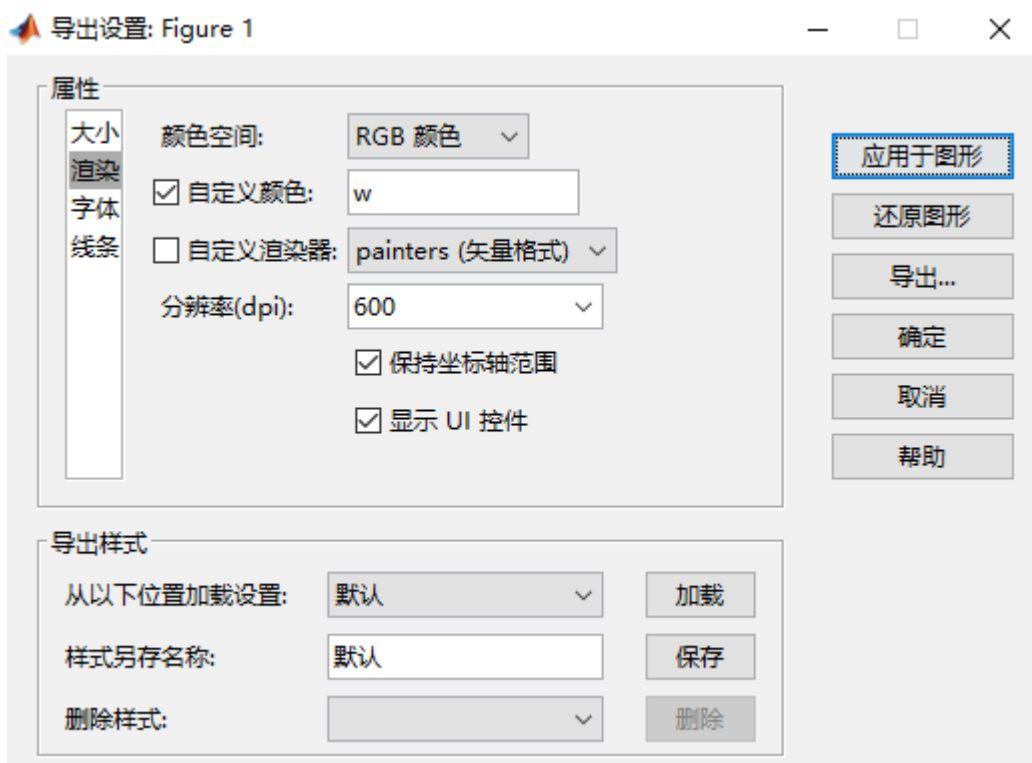 导出设置: Figure 1
属性
大小
渲染
字体
线条
颜色空间:
RGB 颜色
自定义颜色:
w
自定义渲染器:
painters (矢量格式)
分辨率(dpi):
600
保持坐标轴范围
显示 UI 控件
应用于图形
还原图形
导出...
确定
取消
帮助
导出样式
从以下位置加载设置:
默认
加载
样式另存名称:
默认
保存
删除样式:
删除